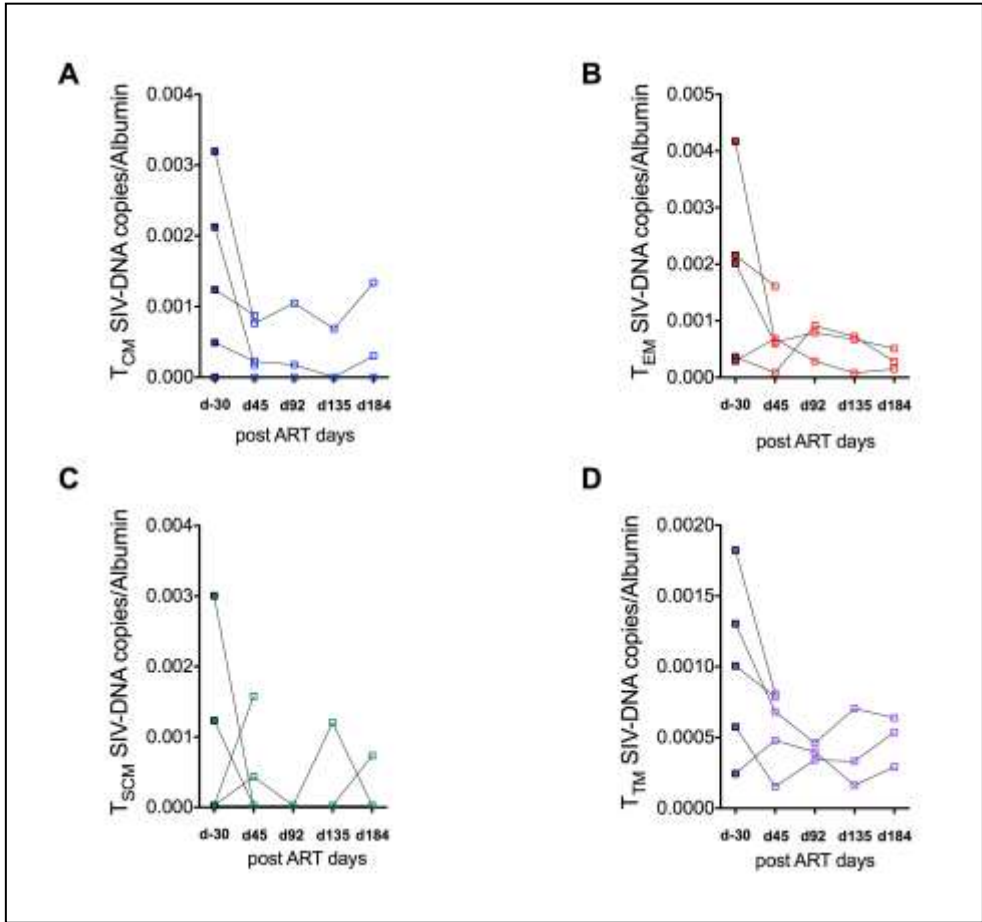 A
T_CM SIV-DNA copies/Albumin
0.004
0.003
0.002
0.001
0.000
d-30 d45 d92 d135 d184
post ART days
B
T_EM SIV-DNA copies/Albumin
0.005
0.004
0.003
0.002
0.001
0.000
d-30 d45 d92 d135 d184
post ART days
C
T_SCM SIV-DNA copies/Albumin
0.004
0.003
0.002
0.001
0.000
d-30 d45 d92 d135 d184
post ART days
D
T_TM SIV-DNA copies/Albumin
0.0020
0.0015
0.0010
0.0005
0.0000
d-30 d45 d92 d135 d184
post ART days